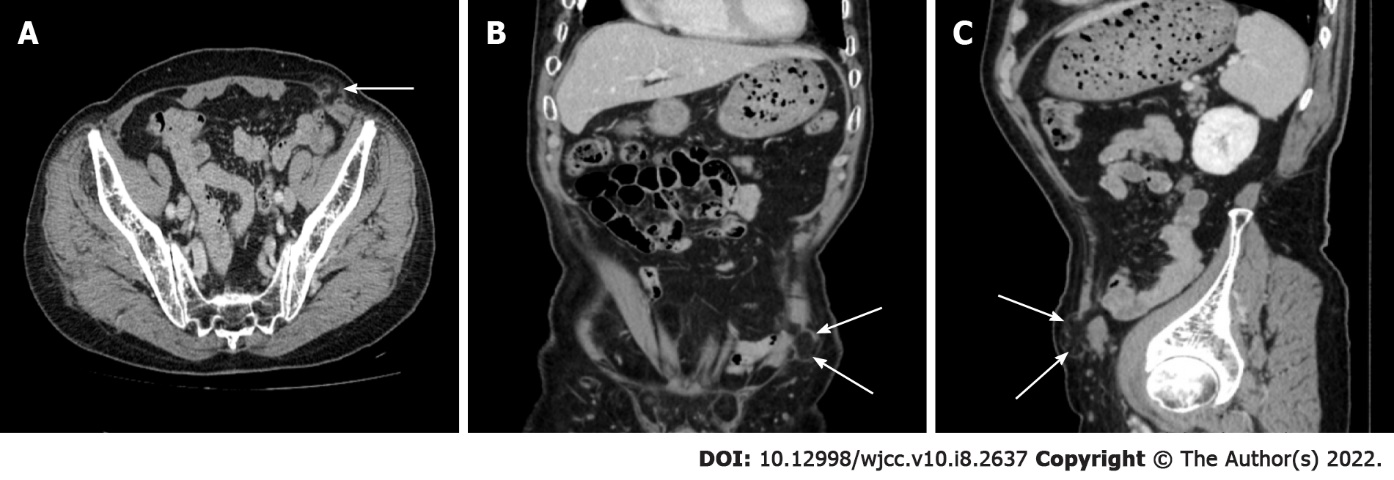 A
B
C
DOI: 10.12998/wjcc.v10.i8.2637 Copyright © The Author(s) 2022.